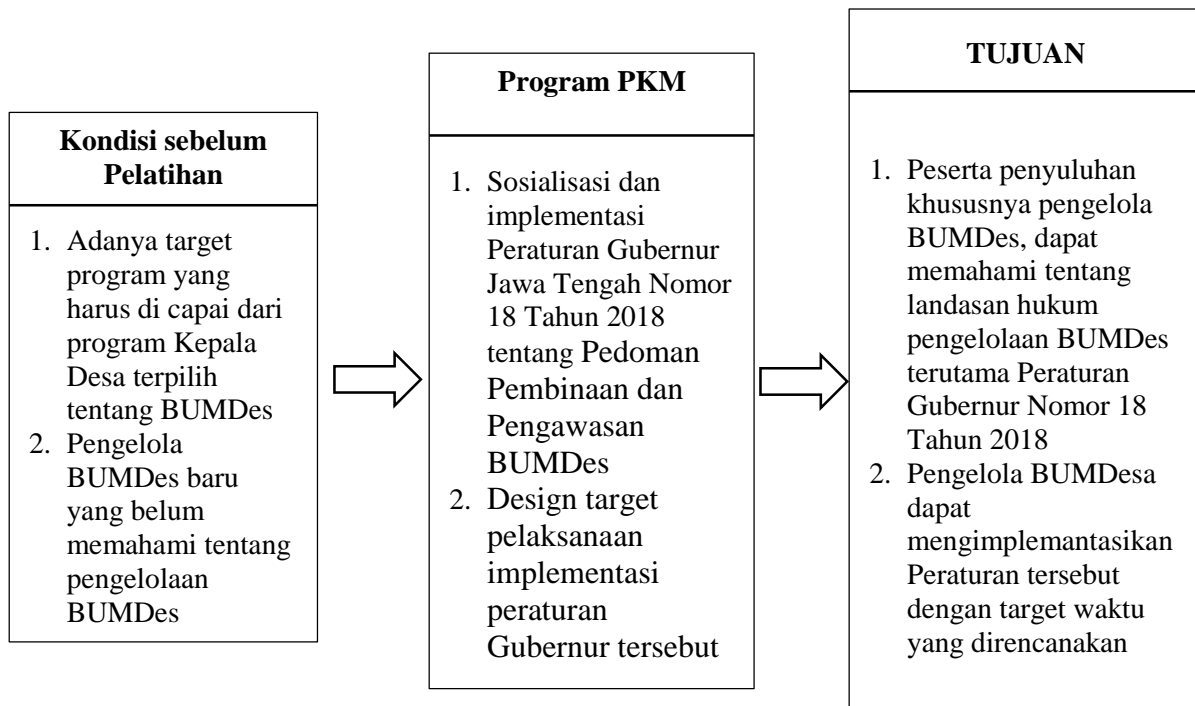 Kondisi sebelum
Pelatihan
1. Adanya target
program yang
harus di capai dari
program Kepala
Desa terpilih
tentang BUMDes
2. Pengelola
BUMDes baru
yang belum
memahami tentang
pengelolaan
BUMDes
Program PKM
1. Sosialisasi dan
implementasi
Peraturan Gubernur
Jawa Tengah Nomor
18 Tahun 2018
tentang Pedoman
Pembinaan dan
Pengawasan
BUMDes
2. Design target
pelaksanaan
implementasi
peraturan
Gubernur tersebut
TUJUAN
1. Peserta penyuluhan
khususnya pengelola
BUMDes, dapat
memahami tentang
landasan hukum
pengelolaan BUMDes
terutama Peraturan
Gubernur Nomor 18
Tahun 2018
2. Pengelola BUMDesa
dapat
mengimplemantasikan
Peraturan tersebut
dengan target waktu
yang direncanakan